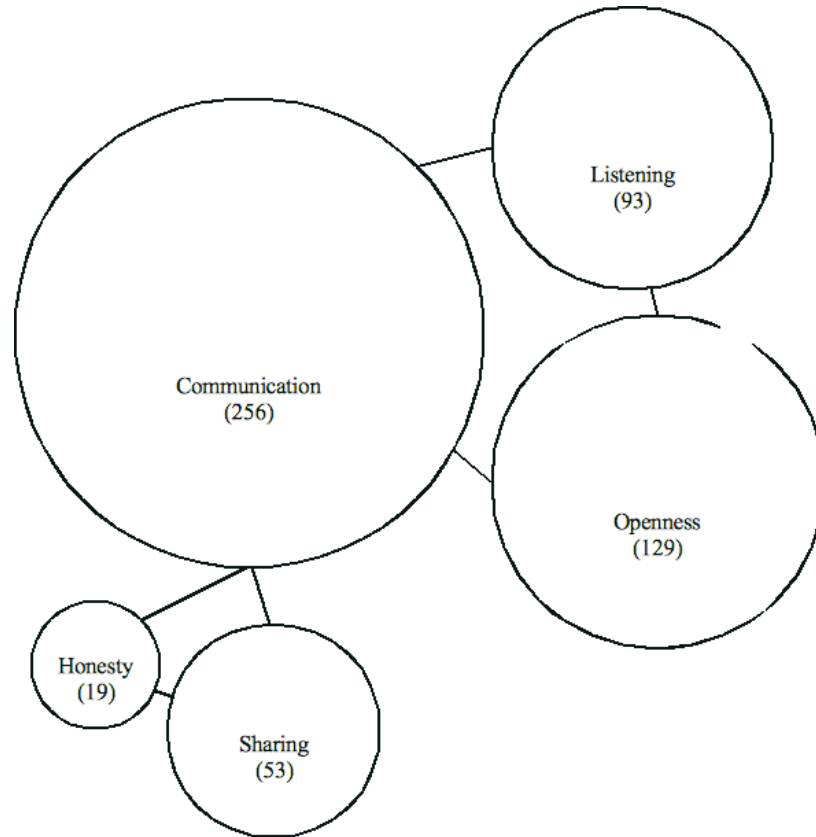 Listening
(93)
Communication
(256)
Openness
(129)
Honesty
(19)
Sharing
(53)